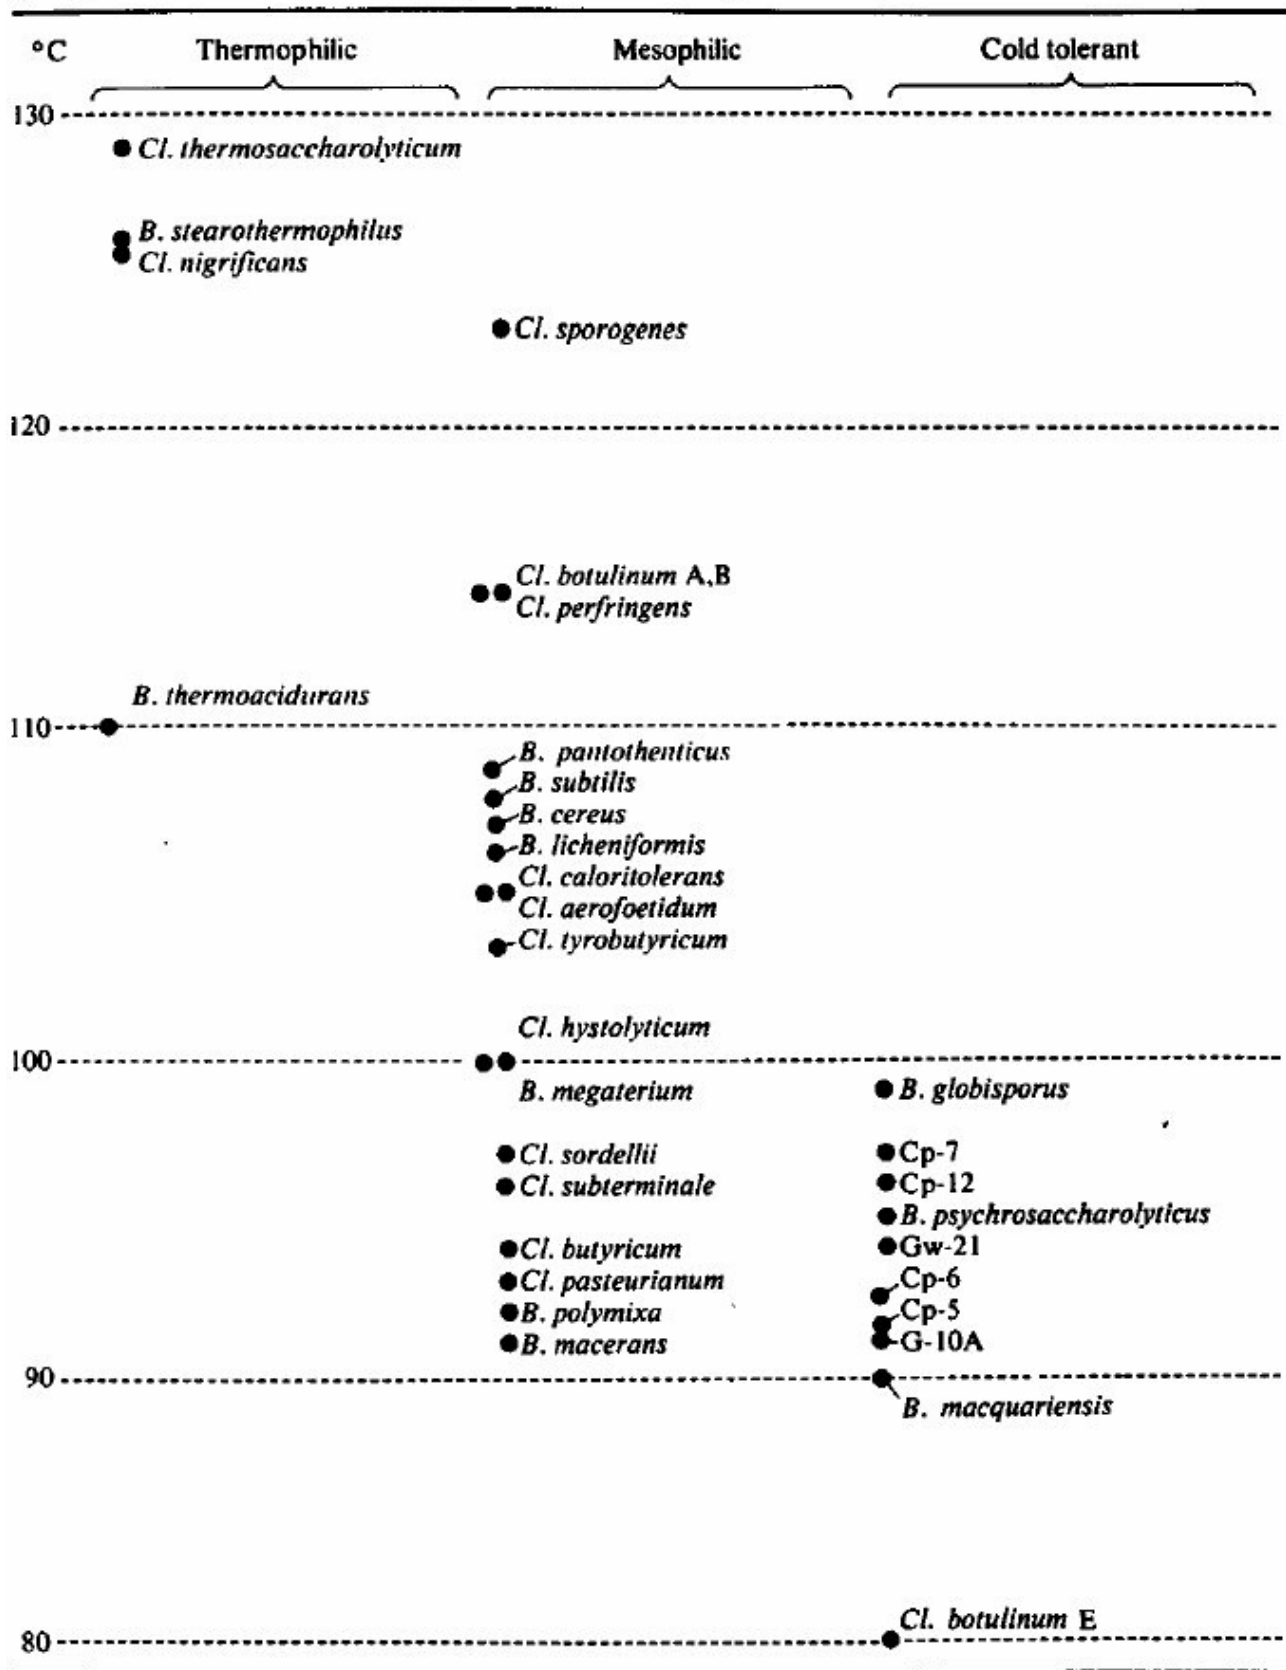 °C Thermophilic Mesophilic Cold tolerant
130
Cl. thermosaccharolyticum
B. stearothermophilus
Cl. nigrificans
Cl. sporogenes
120
Cl. botulinum A,B
Cl. perfringens
B. thermoacidurans
110
B. pantothenticus
B. subtilis
B. cereus
B. licheniformis
Cl. caloritolerans
Cl. aerofoetidum
Cl. tyrobutyricum
Cl. hystolyticum
100
B. megaterium B. globisporus
Cl. sordellii Cp-7
Cl. subterminale Cp-12
B. psychrosaccharolyticus
Cl. butyricum Gw-21
Cl. pasteurianum Cp-6
B. polymixa Cp-5
B. macerans G-10A
90
B. macquariensis
Cl. botulinum E
80